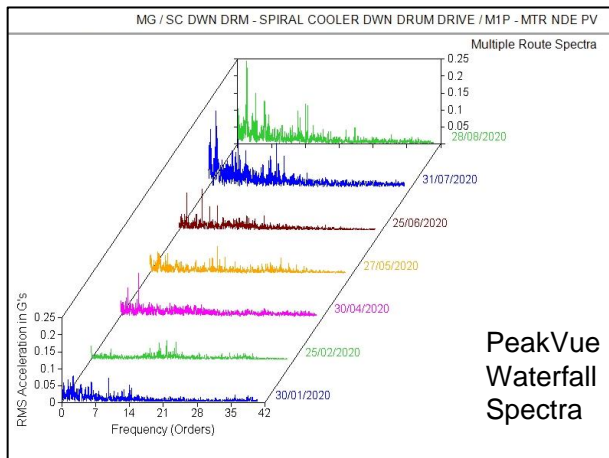 MG / SC DWN DRM - SPIRAL COOLER DWN DRUM DRIVE / M1P - MTR NDE PV
Multiple Route Spectra
0.25
0.2
0.15
0.1
0.05
28/08/2020
31/07/2020
25/06/2020
27/05/2020
30/04/2020
25/02/2020
30/01/2020
RMS Acceleration in G's
0.25
0.2
0.15
0.1
0.05
0
0 7 14 21 28 35 42
Frequency (Orders)
PeakVue
Waterfall
Spectra